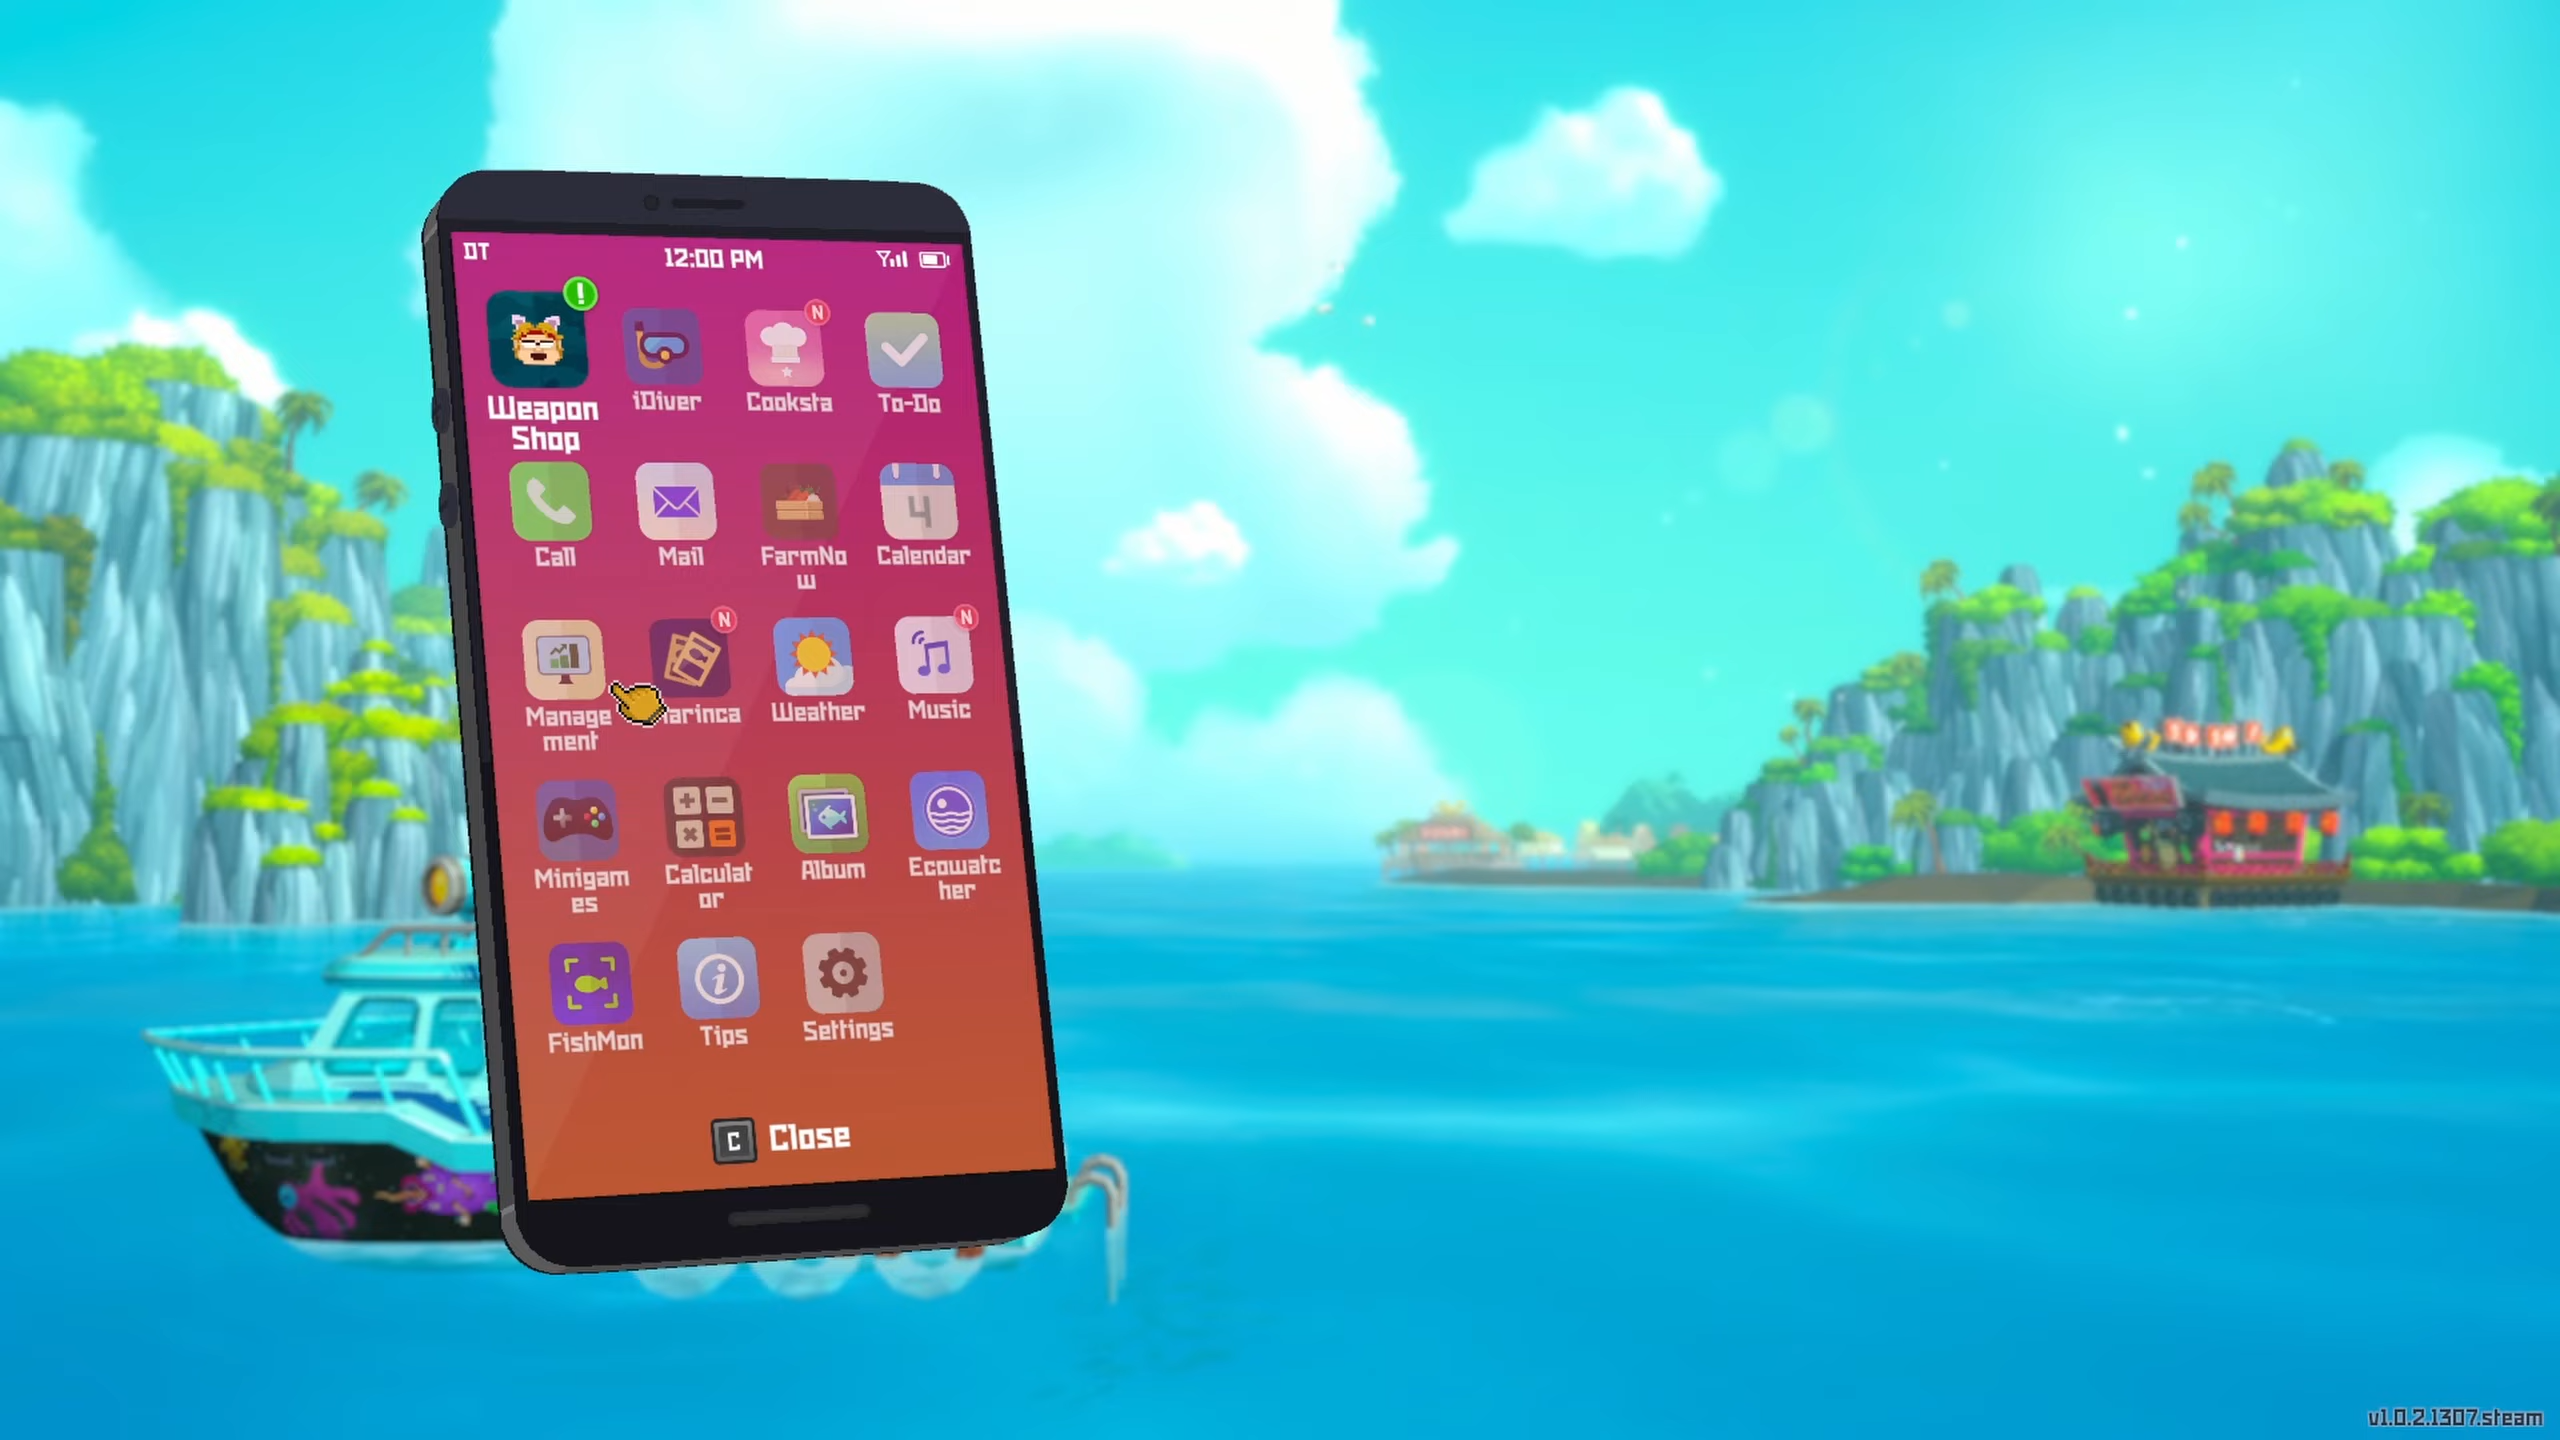 DT 12:00 PM
!
N
Weapon
Shop
iDiver
Cooksta
To-Do
4
Call
Mail
FarmNo
w
Calendar
N
N
Manage
ment
arinca
Weather
Music
Minigam
es
Calculat
or
Album
Ecowatc
her
FishMon
Tips
Settings
C Close
v1.0.2.1307.steam